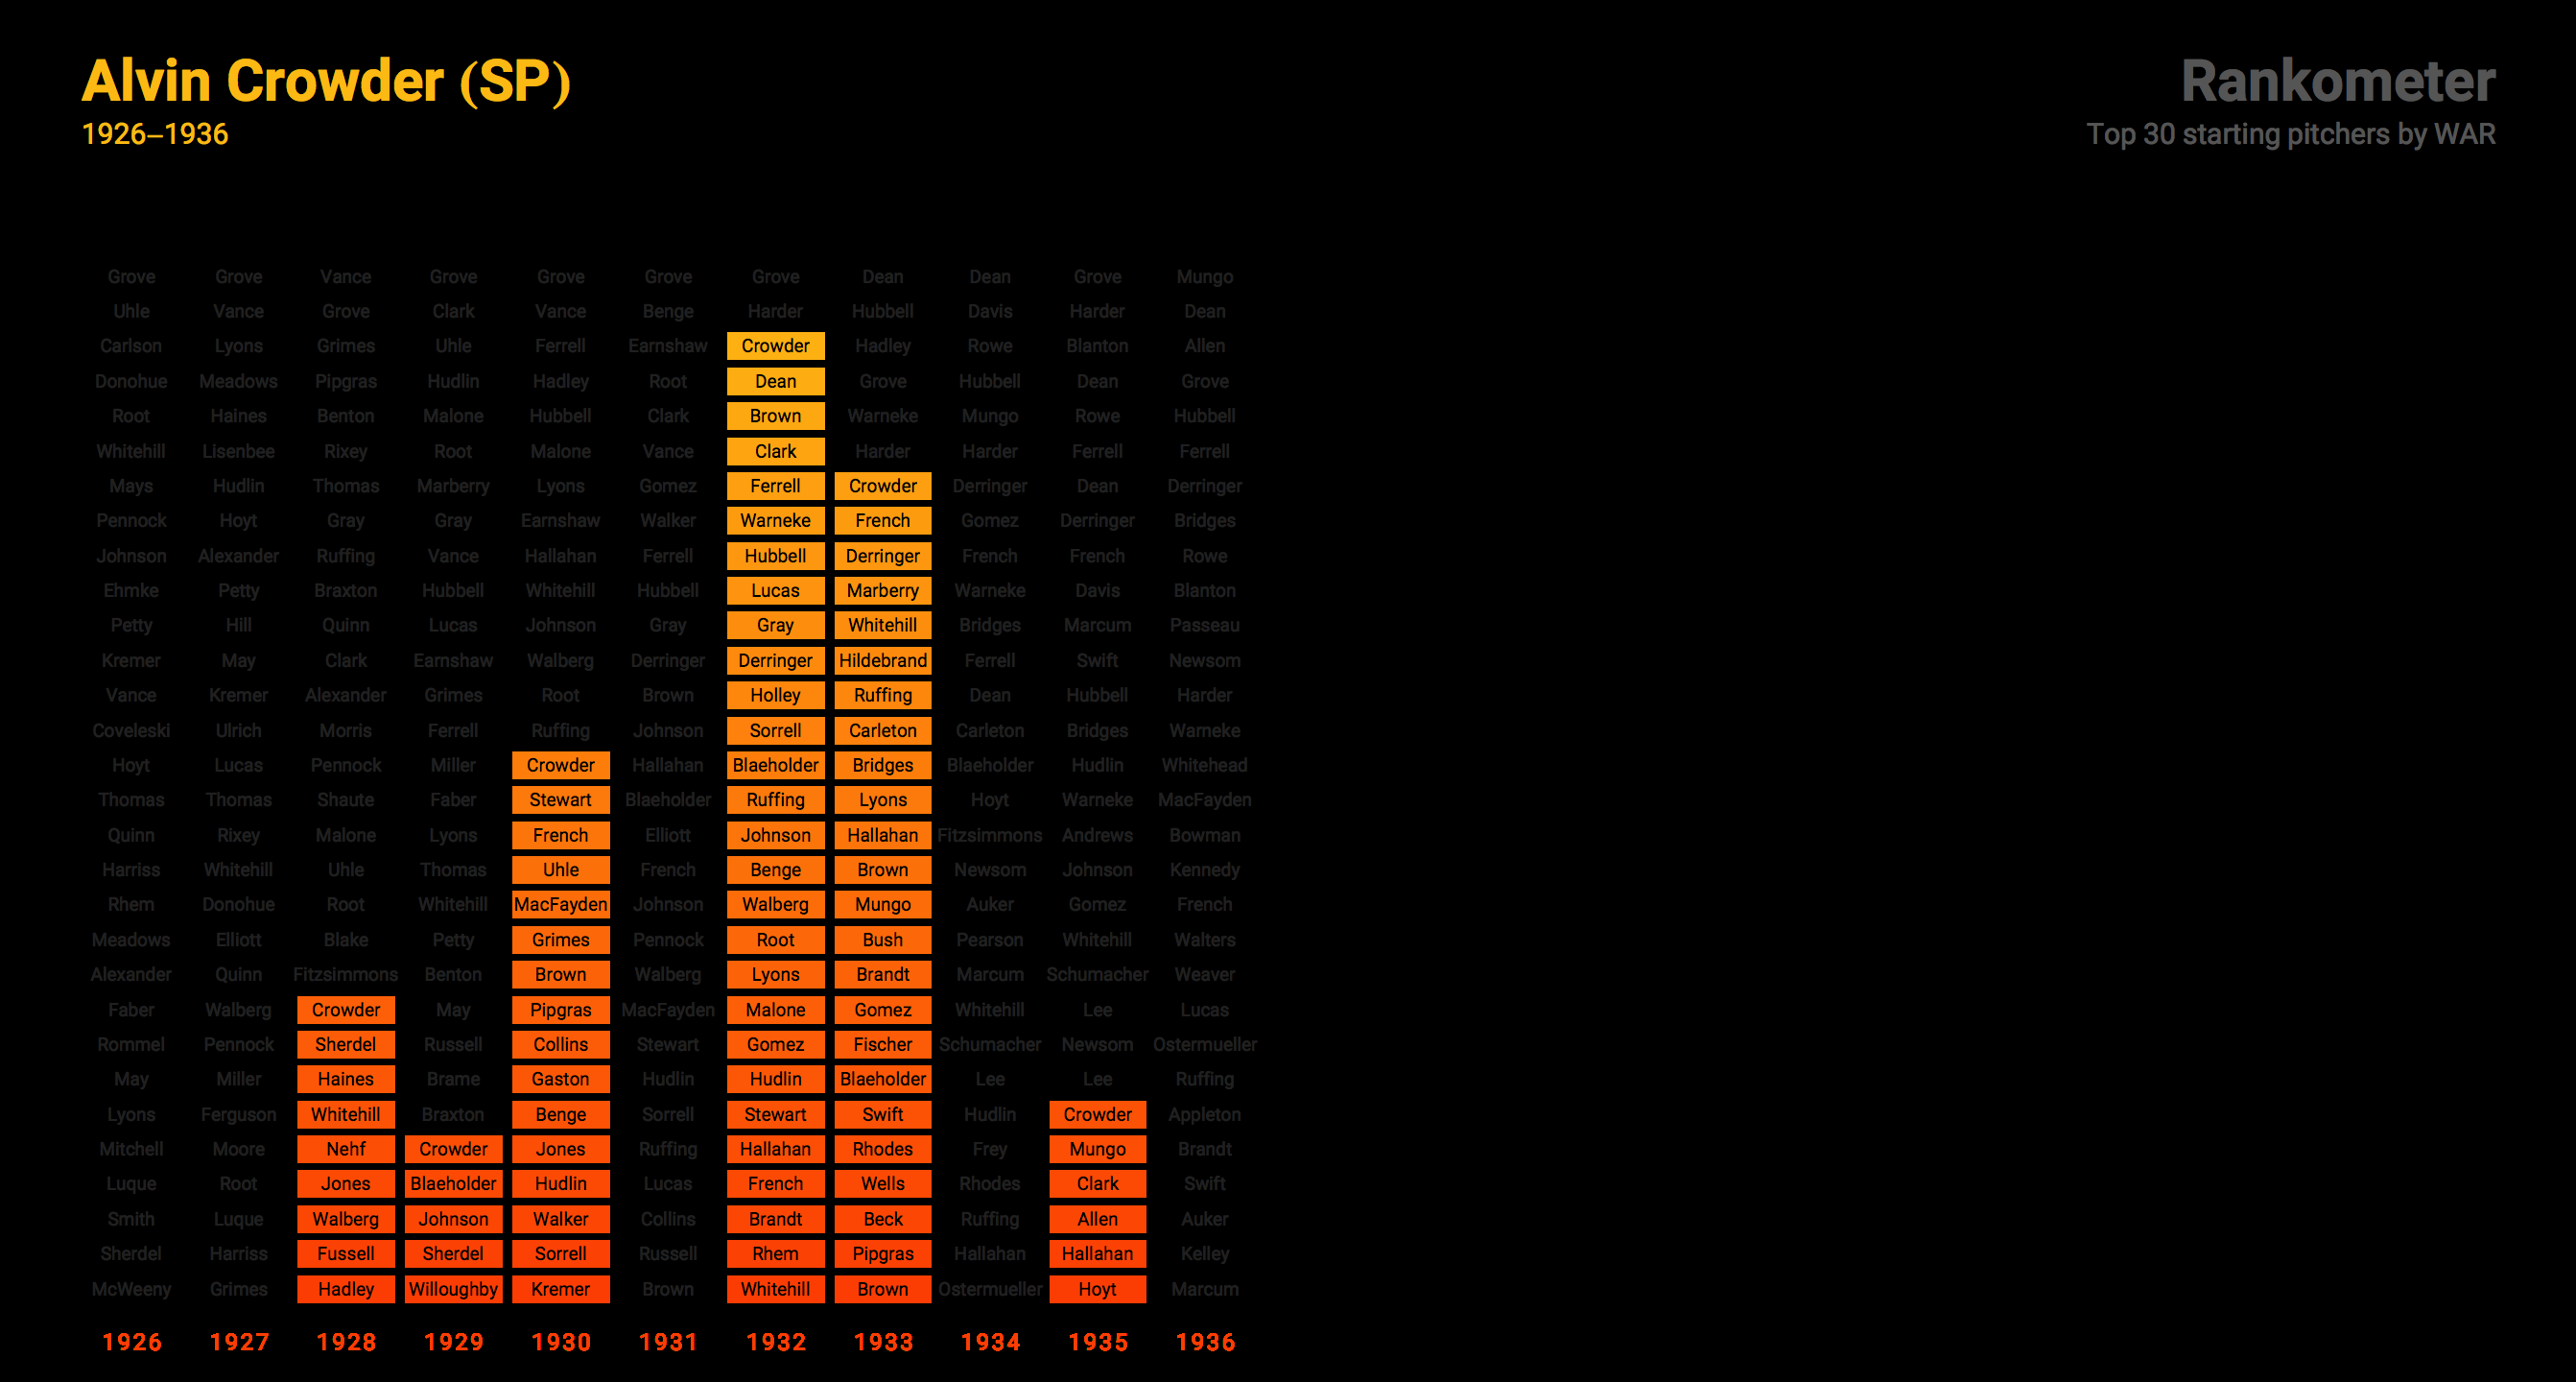 Alvin Crowder (SP)
1926–1936
Rankometer
Top 30 starting pitchers by WAR
Grove Grove Vance Grove Grove Grove Grove Dean Dean Grove Mungo
Uhle Vance Grove Clark Vance Benge Harder Hubbell Davis Harder Dean
Carlson Lyons Grimes Uhle Ferrell Earnshaw Crowder Hadley Rowe Blanton Allen
Donohue Meadows Pipgras Hudlin Hadley Root Dean Grove Hubbell Dean Grove
Root Haines Benton Malone Hubbell Clark Brown Warneke Mungo Rowe Hubbell
Whitehill Lisenbee Rixey Root Malone Vance Clark Harder Harder Ferrell Ferrell
Mays Hudlin Thomas Marberry Lyons Gomez Ferrell Crowder Derringer Dean Derringer
Pennock Hoyt Gray Gray Earnshaw Walker Warneke French Gomez Derringer Bridges
Johnson Alexander Ruffing Vance Hallahan Ferrell Hubbell Derringer French French Rowe
Ehmke Petty Braxton Hubbell Whitehill Hubbell Lucas Marberry Warneke Davis Blanton
Petty Hill Quinn Lucas Johnson Gray Gray Whitehill Bridges Marcum Passeau
Kremer May Clark Earnshaw Walberg Derringer Derringer Hildebrand Ferrell Swift Newsom
Vance Kremer Alexander Grimes Root Brown Holley Ruffing Dean Hubbell Harder
Coveleski Ulrich Morris Ferrell Ruffing Johnson Sorrell Carleton Carleton Bridges Warneke
Hoyt Lucas Pennock Miller Crowder Hallahan Blaeholder Bridges Blaeholder Hudlin Whitehead
Thomas Thomas Shaute Faber Stewart Blaeholder Ruffing Lyons Hoyt Warneke MacFayden
Quinn Rixey Malone Lyons French Elliott Johnson Hallahan Fitzsimmons Andrews Bowman
Harriss Whitehill Uhle Thomas Uhle French Benge Brown Newsom Johnson Kennedy
Rhem Donohue Root Whitehill MacFayden Johnson Walberg Mungo Auker Gomez French
Meadows Elliott Blake Petty Grimes Pennock Root Bush Pearson Whitehill Walters
Alexander Quinn Fitzsimmons Benton Brown Walberg Lyons Brandt Marcum Schumacher Weaver
Faber Walberg Crowder May Pipgras MacFayden Malone Gomez Whitehill Lee Lucas
Rommel Pennock Sherdel Russell Collins Stewart Gomez Fischer Schumacher Newsom Ostermueller
May Miller Haines Brame Gaston Hudlin Hudlin Blaeholder Lee Lee Ruffing
Lyons Ferguson Whitehill Braxton Benge Sorrell Stewart Swift Hudlin Crowder Appleton
Mitchell Moore Nehf Crowder Jones Ruffing Hallahan Rhodes Frey Mungo Brandt
Luque Root Jones Blaeholder Hudlin Lucas French Wells Rhodes Clark Swift
Smith Luque Walberg Johnson Walker Collins Brandt Beck Ruffing Allen Auker
Sherdel Harriss Fussell Sherdel Sorrell Russell Rhem Pipgras Hallahan Hallahan Kelley
McWeeny Grimes Hadley Willoughby Kremer Brown Whitehill Brown Ostermueller Hoyt Marcum
1926 1927 1928 1929 1930 1931 1932 1933 1934 1935 1936